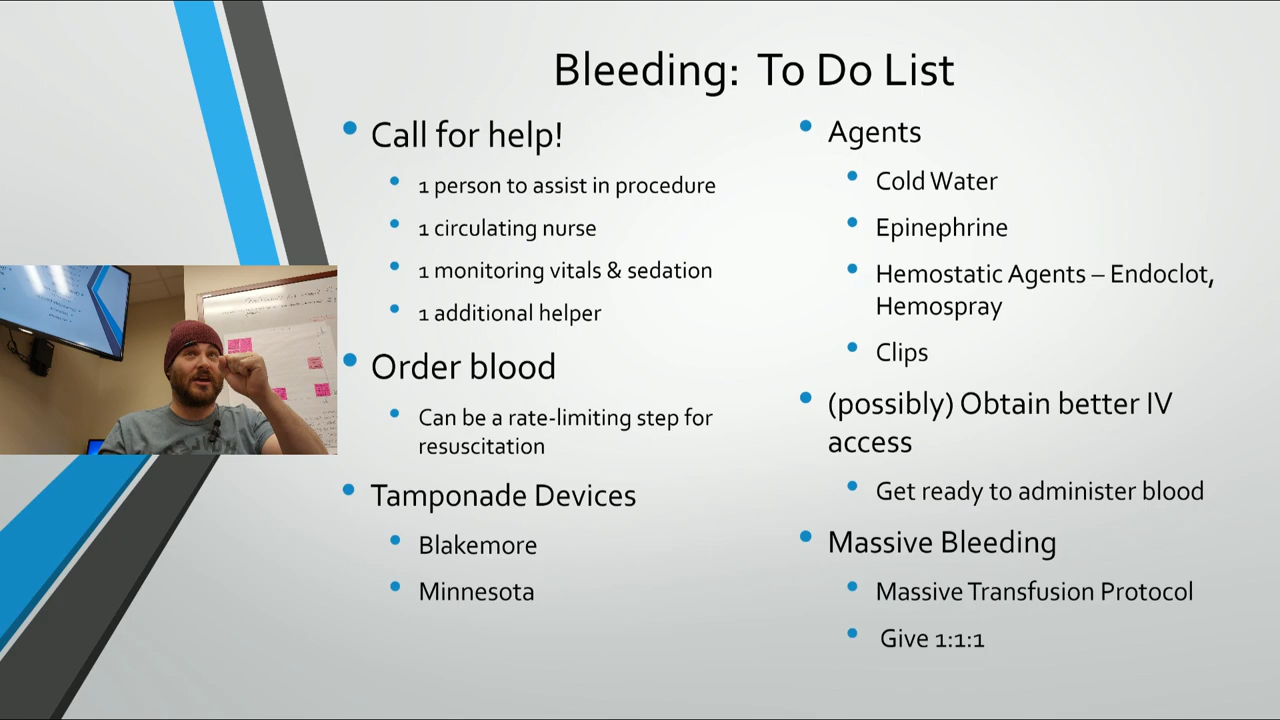 Bleeding: To Do List
Call for help!
1 person to assist in procedure
1 circulating nurse
1 monitoring vitals & sedation
1 additional helper
Order blood
Can be a rate-limiting step for
resuscitation
Tamponade Devices
Blakemore
Minnesota
Agents
Cold Water
Epinephrine
Hemostatic Agents – Endoclot,
Hemospray
Clips
(possibly) Obtain better IV
access
Get ready to administer blood
Massive Bleeding
Massive Transfusion Protocol
Give 1:1:1